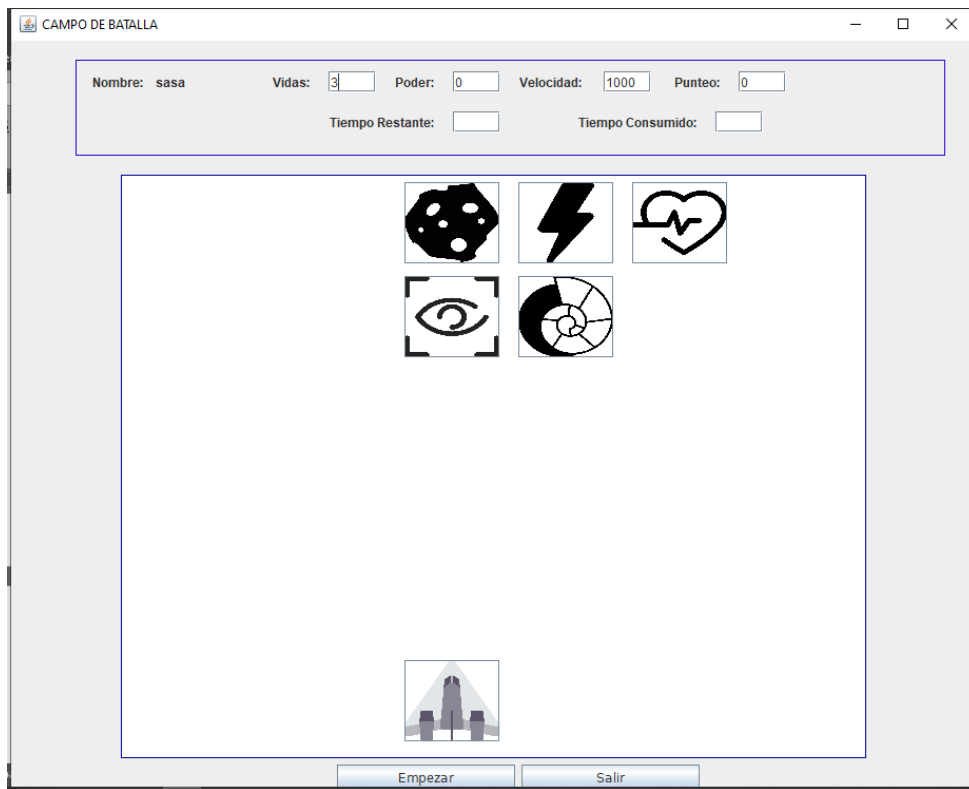 CAMPO DE BATALLA
Nombre: sasa Vidas: 3 Poder: 0 Velocidad: 1000 Punteo: 0
Tiempo Restante: Tiempo Consumido:
Empezar Salir